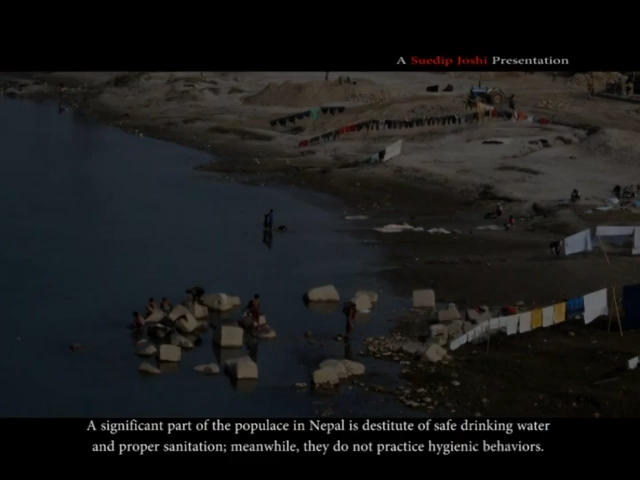 A Suedip Joshi Presentation
A significant part of the populace in Nepal is destitute of safe drinking water
and proper sanitation; meanwhile, they do not practice hygienic behaviors.